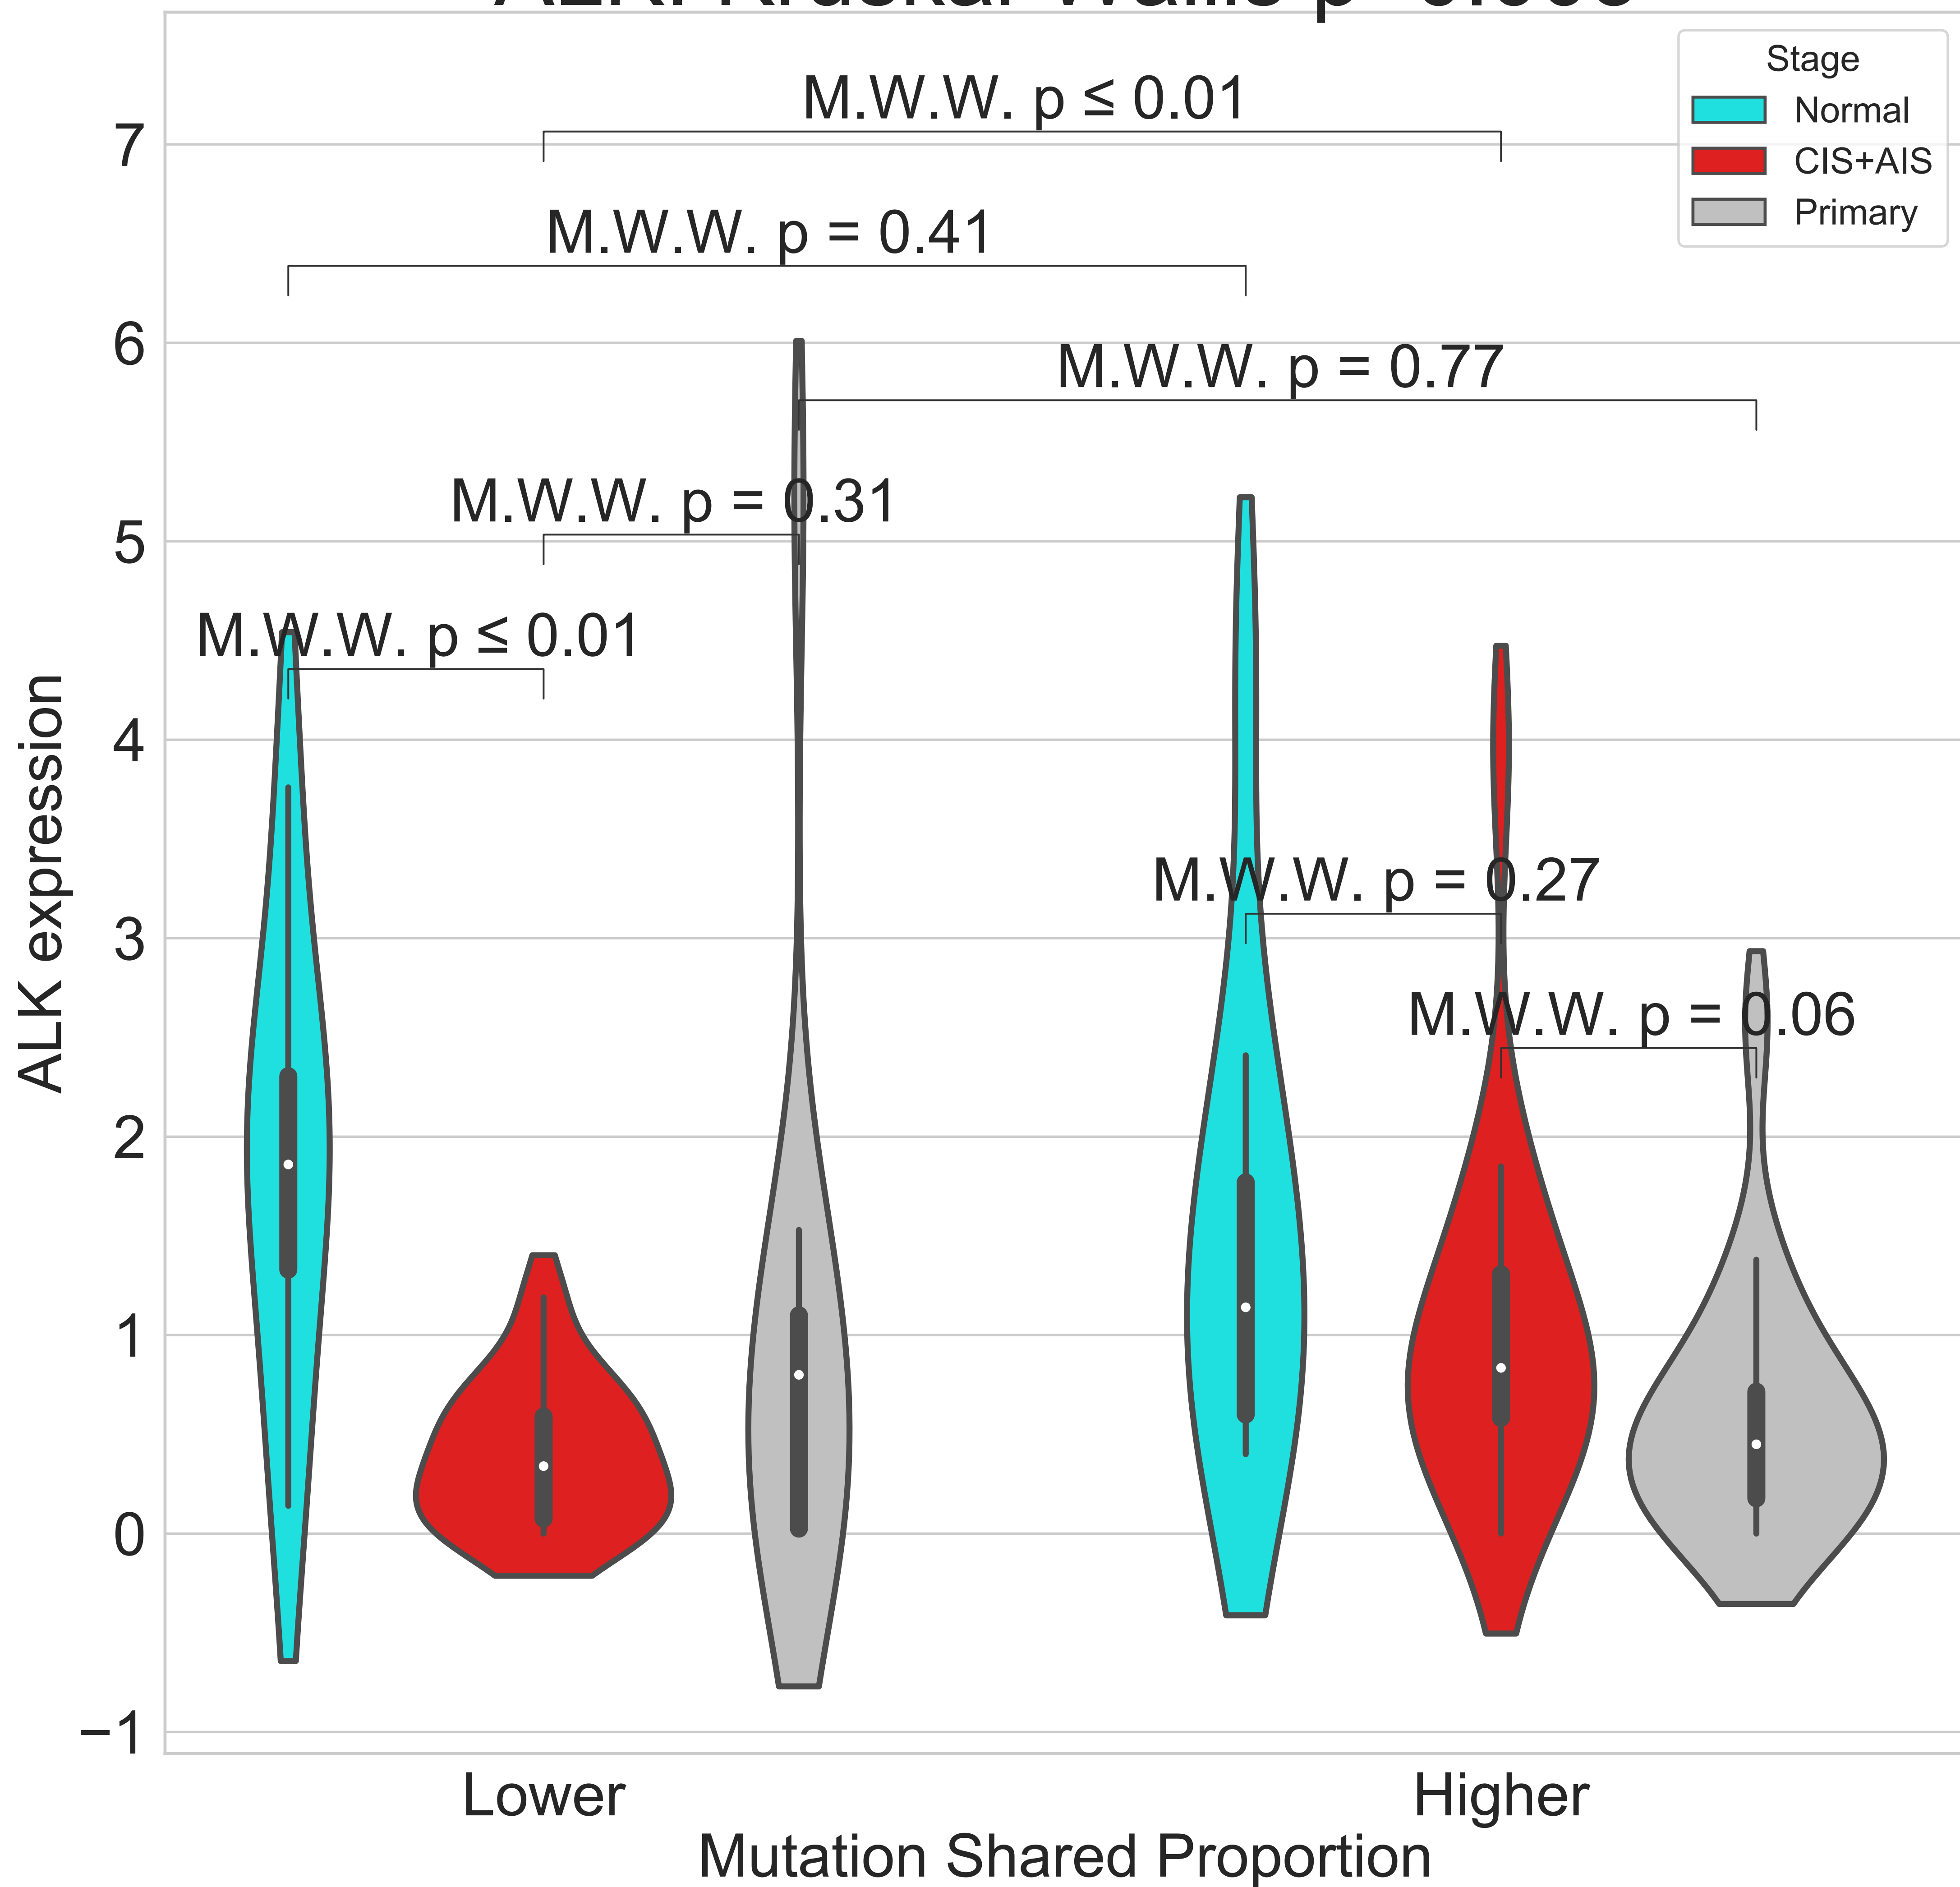 Stage
Normal
CIS+AIS
Primary
M.W.W. p ≤ 0.01
M.W.W. p = 0.41
M.W.W. p = 0.77
M.W.W. p = 0.31
M.W.W. p ≤ 0.01
M.W.W. p = 0.27
M.W.W. p = 0.06
7
6
5
4
3
2
1
0
−1
ALK expression
Lower
Higher
Mutation Shared Proportion